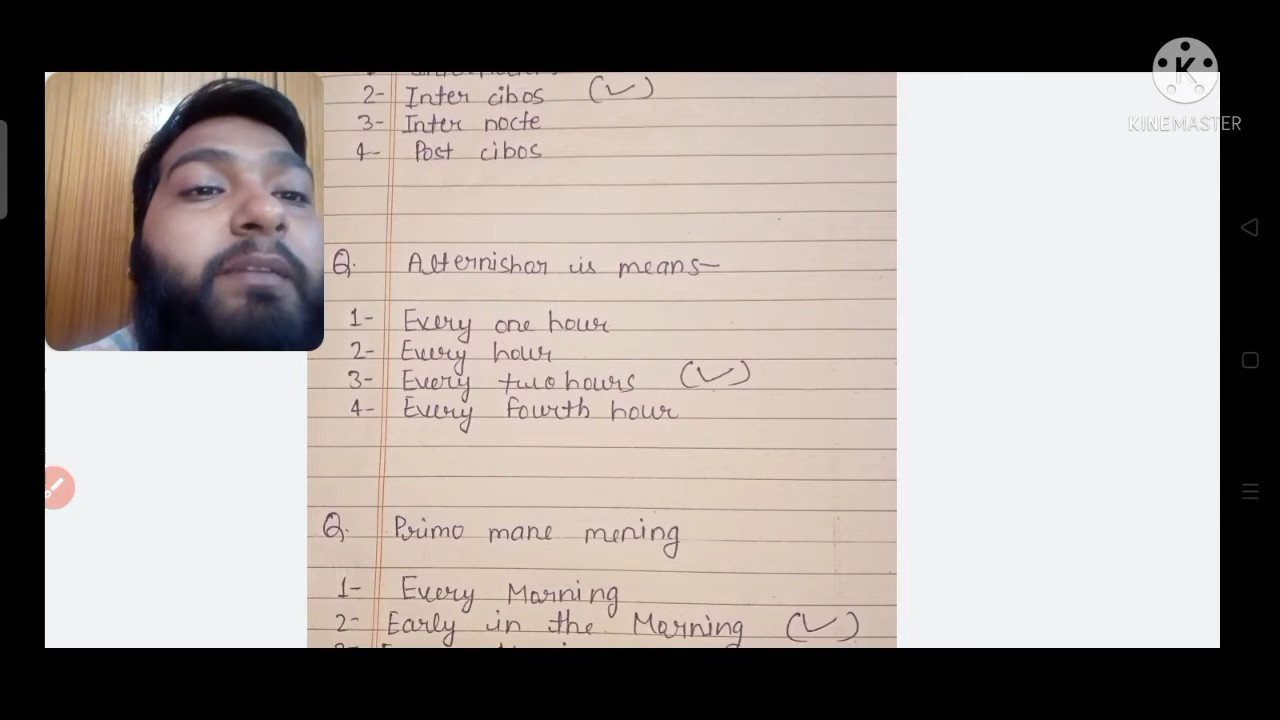 2- Inter cibos (✓)
3- Inter nocte
4- Post cibos
Q. Alternishor is means-
1- Every one hour
2- Every hour
3- Every two hours (✓)
4- Every fourth hour
Q. Primo mane mening
1- Every Morning
2- Early in the Morning (✓)
K
KINEMASTER